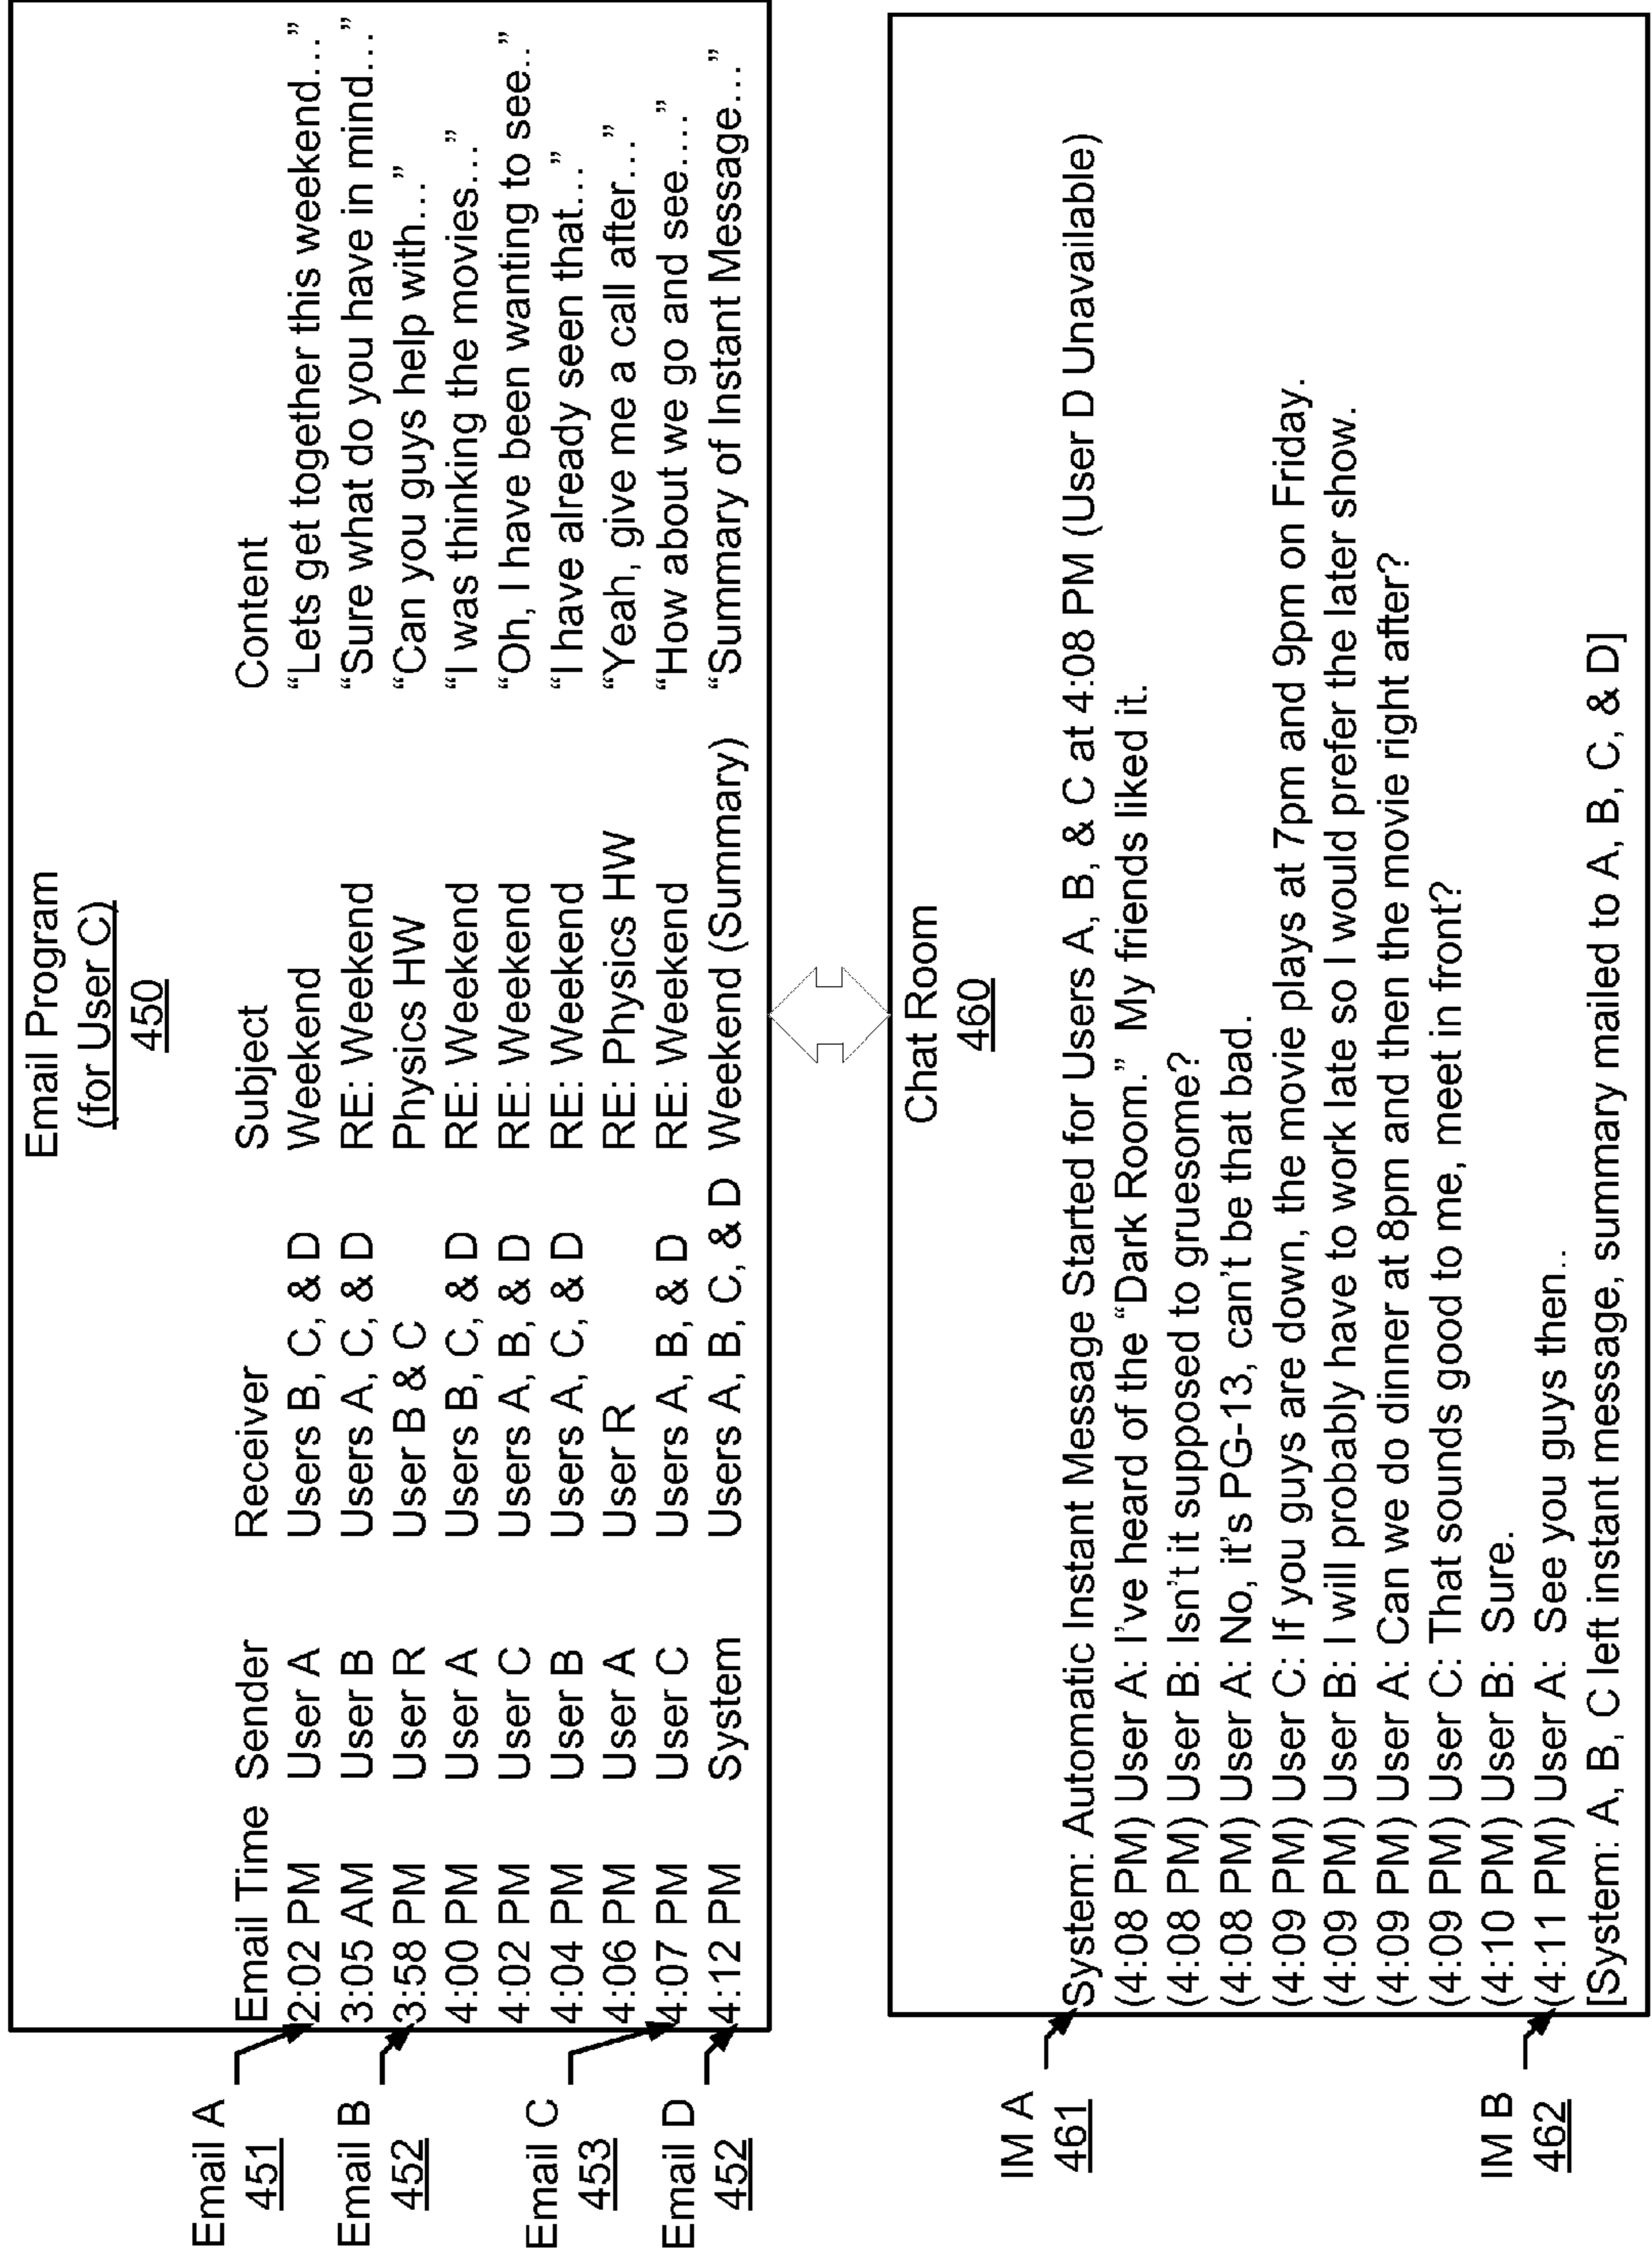 Email Program
(for User C)
450
Email Time Sender Receiver Subject Content
2:02 PM User A Users B, C, & D Weekend “Lets get together this weekend…”
3:05 AM User B Users A, C, & D RE: Weekend “Sure what do you have in mind…”
3:58 PM User R User B & C Physics HW “Can you guys help with…”
4:00 PM User A Users B, C, & D RE: Weekend “I was thinking the movies…”
4:02 PM User C Users A, B, & D RE: Weekend “Oh, I have been wanting to see..”
4:04 PM User B Users A, C, & D RE: Weekend “I have already seen that…”
4:06 PM User A User R RE: Physics HW “Yeah, give me a call after…”
4:07 PM User C Users A, B, & D RE: Weekend “How about we go and see….”
4:12 PM System Users A, B, C, & D Weekend (Summary) “Summary of Instant Message…”
Email A
451
Email B
452
Email C
453
Email D
452
Chat Room
460
System: Automatic Instant Message Started for Users A, B, & C at 4:08 PM (User D Unavailable)
(4:08 PM) User A: I’ve heard of the “Dark Room.” My friends liked it.
(4:08 PM) User B: Isn’t it supposed to gruesome?
(4:08 PM) User A: No, it’s PG-13, can’t be that bad.
(4:09 PM) User C: If you guys are down, the movie plays at 7pm and 9pm on Friday.
(4:09 PM) User B: I will probably have to work late so I would prefer the later show.
(4:09 PM) User A: Can we do dinner at 8pm and then the movie right after?
(4:09 PM) User C: That sounds good to me, meet in front?
(4:10 PM) User B: Sure.
(4:11 PM) User A: See you guys then..
[System: A, B, C left instant message, summary mailed to A, B, C, & D]
IM A
461
IM B
462